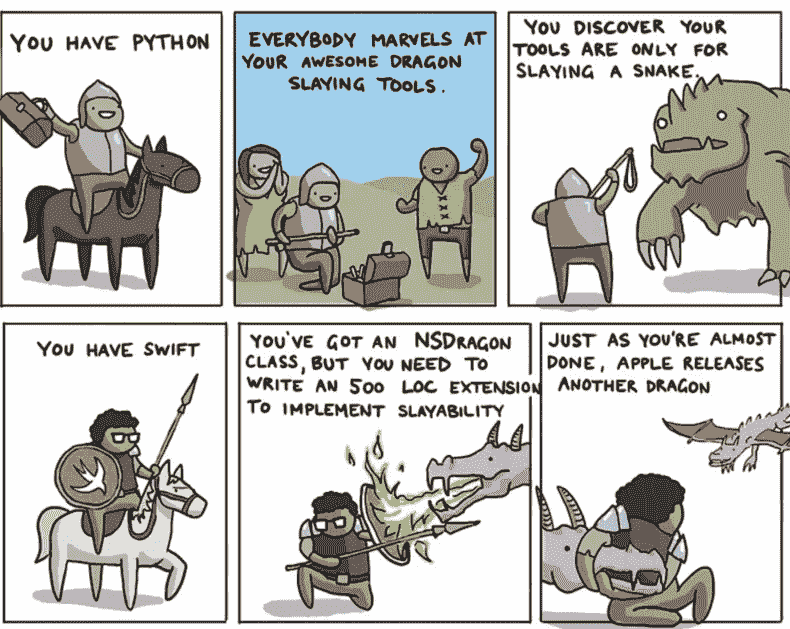 You have Python
Everybody marvels at
your awesome dragon
slaying tools.
You discover your
tools are only for
slaying a snake.
You have Swift
You've got an NSDragon
class, but you need to
write an 500 LOC extension
to implement slayability
Just as you're almost
done, Apple releases
another dragon